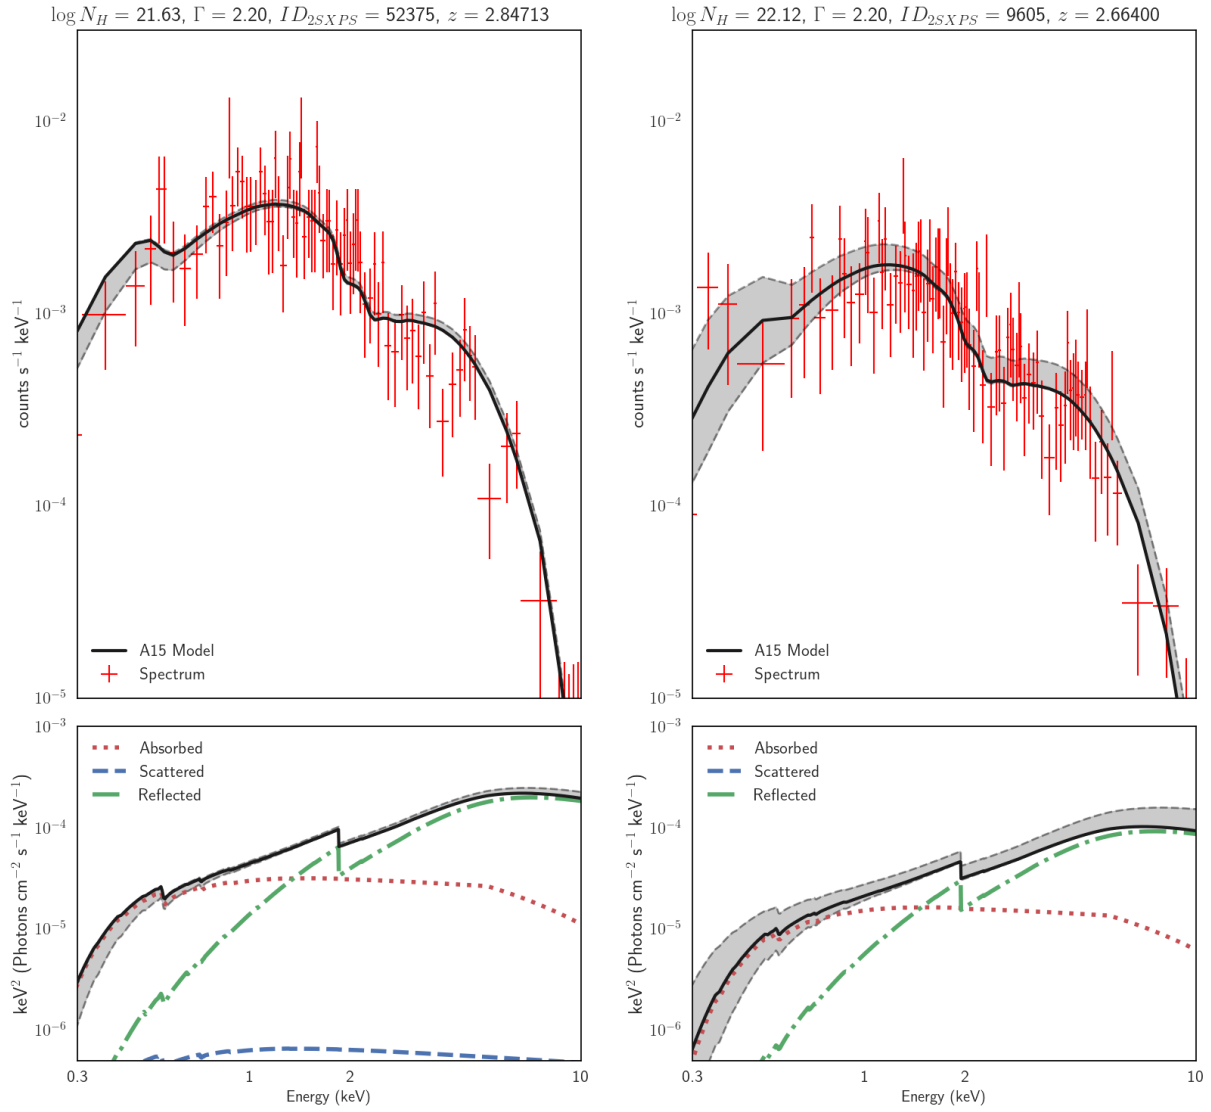 log N_H = 21.63, Γ = 2.20, ID_2SXPS = 52375, z = 2.84713
10⁻²
10⁻³
10⁻⁴
10⁻⁵
counts s⁻¹ keV⁻¹
A15 Model
Spectrum
log N_H = 22.12, Γ = 2.20, ID_2SXPS = 9605, z = 2.66400
10⁻²
10⁻³
10⁻⁴
10⁻⁵
counts s⁻¹ keV⁻¹
A15 Model
Spectrum
10⁻³
10⁻⁴
10⁻⁵
10⁻⁶
keV² (Photons cm⁻² s⁻¹ keV⁻¹)
Absorbed
Scattered
Reflected
0.3 1 2 10
Energy (keV)
10⁻³
10⁻⁴
10⁻⁵
10⁻⁶
keV² (Photons cm⁻² s⁻¹ keV⁻¹)
Absorbed
Scattered
Reflected
0.3 1 2 10
Energy (keV)